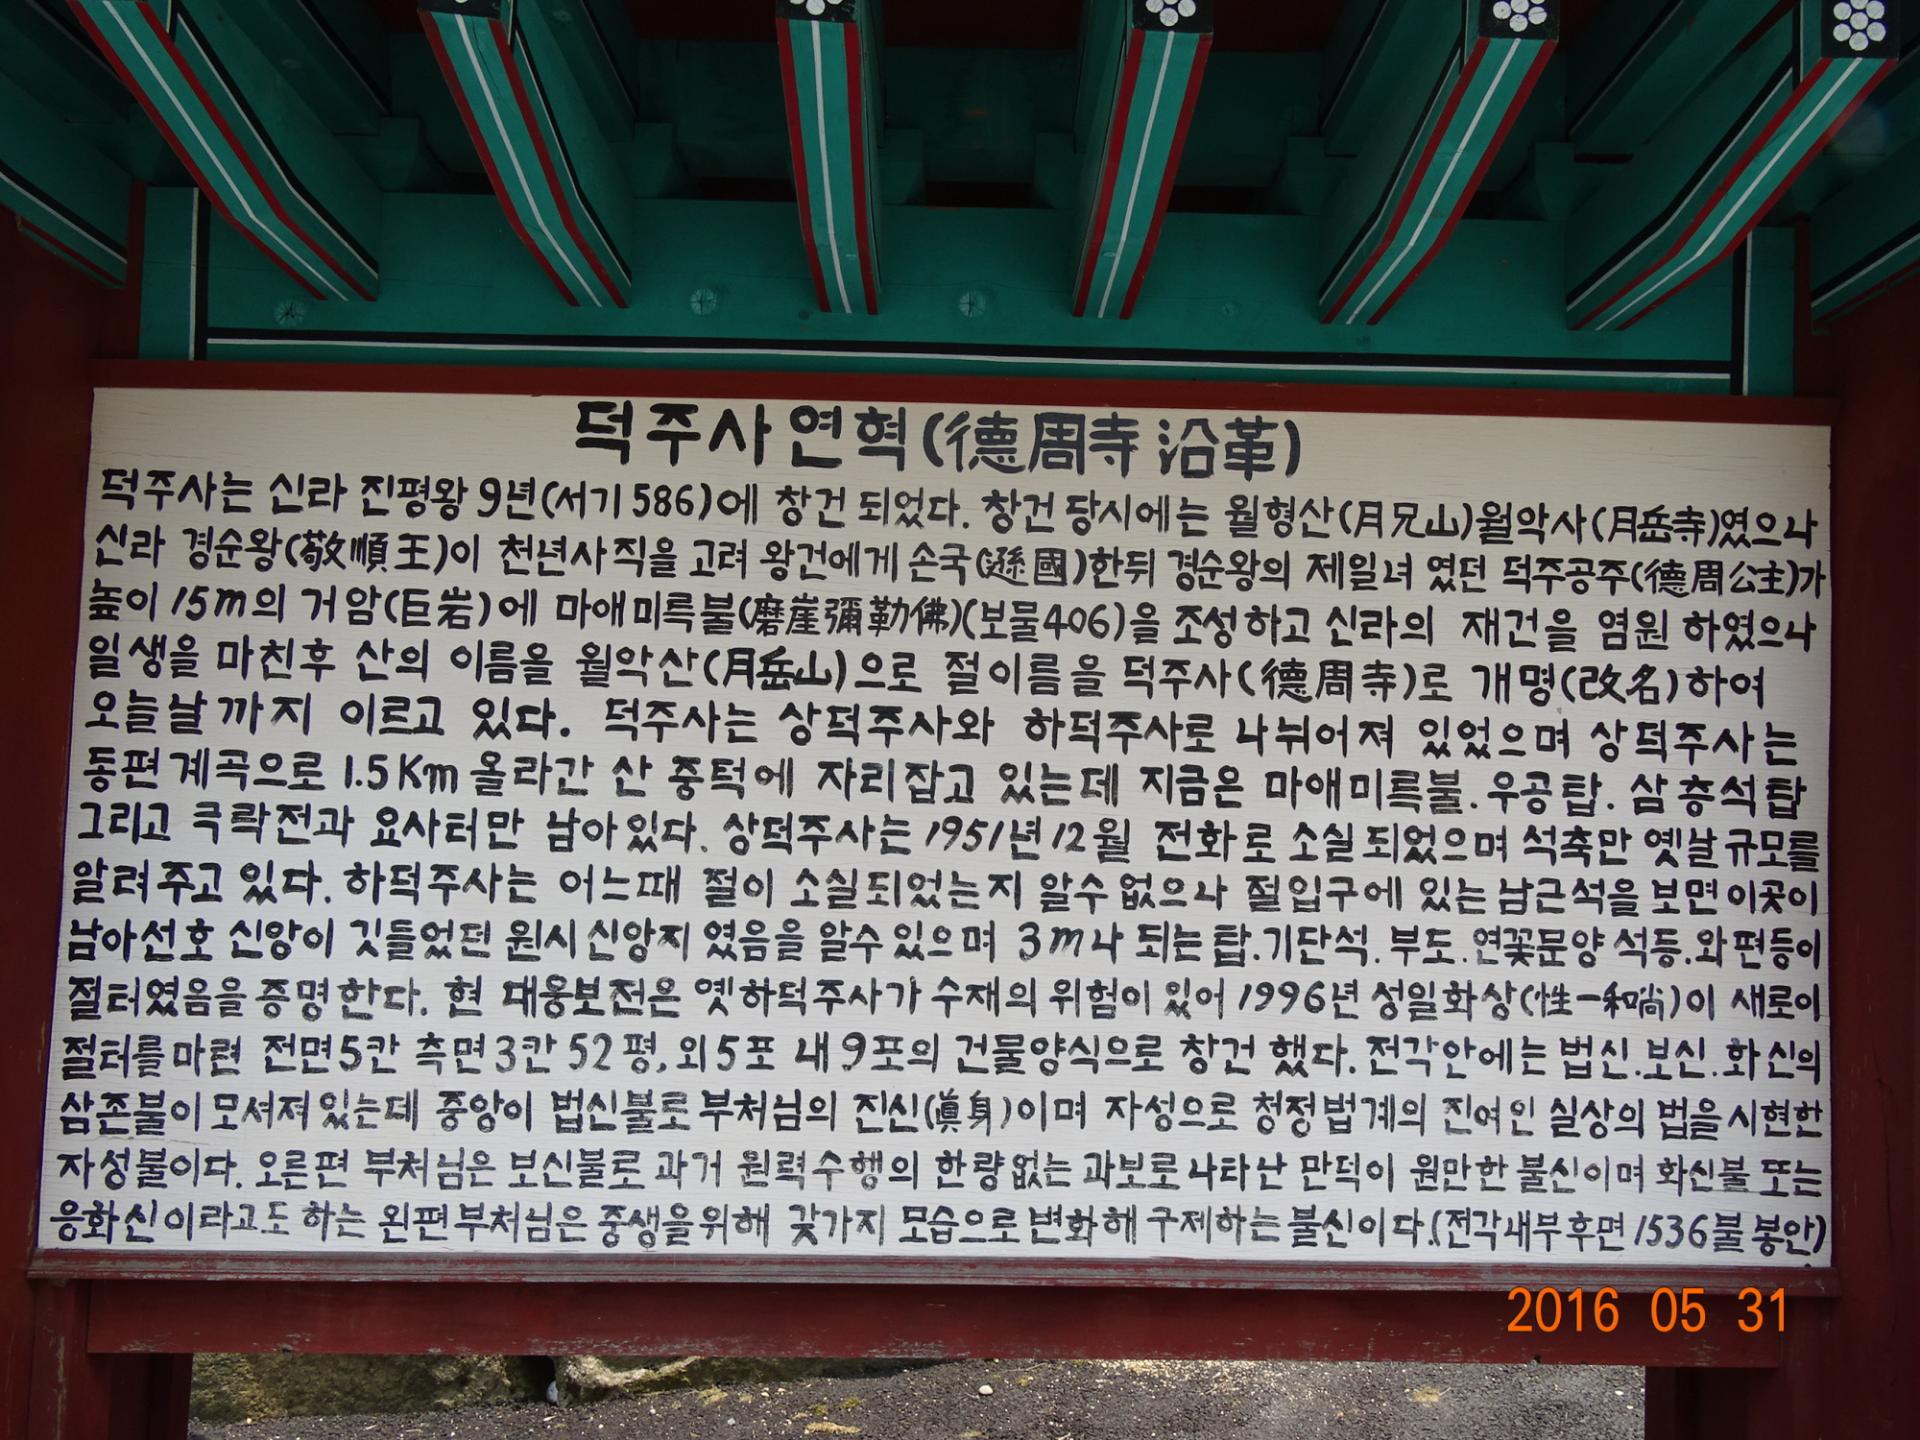 덕주사연혁(德周寺 沿革)
덕주사는 신라 진평왕 9년(서기 586)에 창건 되었다. 창건 당시에는 월형산(月兄山)월악사(月岳寺)였으나
신라 경순왕(敬順王)이 천년사직을 고려 왕건에게 손국(遜國)한뒤 경순왕의 제일녀 였던 덕주공주(德周公主)가
높이 15m의 거암(巨岩)에 마애미륵불(磨崖彌勒佛)(보물406)을 조성하고 신라의 재건을 염원 하였으나
일생을 마친후 산의 이름을 월악산(月岳山)으로 절이름을 덕주사(德周寺)로 개명(改名)하여
오늘날까지 이르고 있다. 덕주사는 상덕주사와 하덕주사로 나뉘어져 있었으며 상덕주사는
동편계곡으로 1.5Km 올라간 산 중턱에 자리잡고 있는데 지금은 마애미륵불. 우공탑. 삼층석탑
그리고 극락전과 요사터만 남아있다. 상덕주사는 1951년 12월 전화로 소실되었으며 석축만 옛날규모를
알려주고 있다. 하덕주사는 어느때 절이 소실되었는지 알수없으나 절입구에 있는 남근석을 보면 이곳이
남아선호 신앙이 깃들었던 원시신앙지 였음을 알수있으며 3m나 되는탑.기단석.부도.연꽃문양석등.와편등이
절터였음을 증명한다. 현 대웅보전은 옛하덕주사가 수재의 위험이 있어 1996년 성일화상(性一和尙)이 새로이
절터를마련 전면5칸 측면3칸 52평,외5포 내9포의 건물양식으로 창건 했다.전각안에는 법신.보신.화신의
삼존불이모셔져있는데 중앙이 법신불로 부처님의 진신(眞身)이며 자성으로 청정법계의 진여인 실상의 법을시현한
자성불이다. 오른편 부처님은 보신불로 과거 원력수행의 한량없는 과보로나타난 만덕이 원만한 불신이며 화신불 또는
응화신이라고도 하는 왼편부처님은 중생을위해 갖가지 모습으로변화해 구제하는 불신이다.(전각내부후면 1536불봉안)
2016 05 31